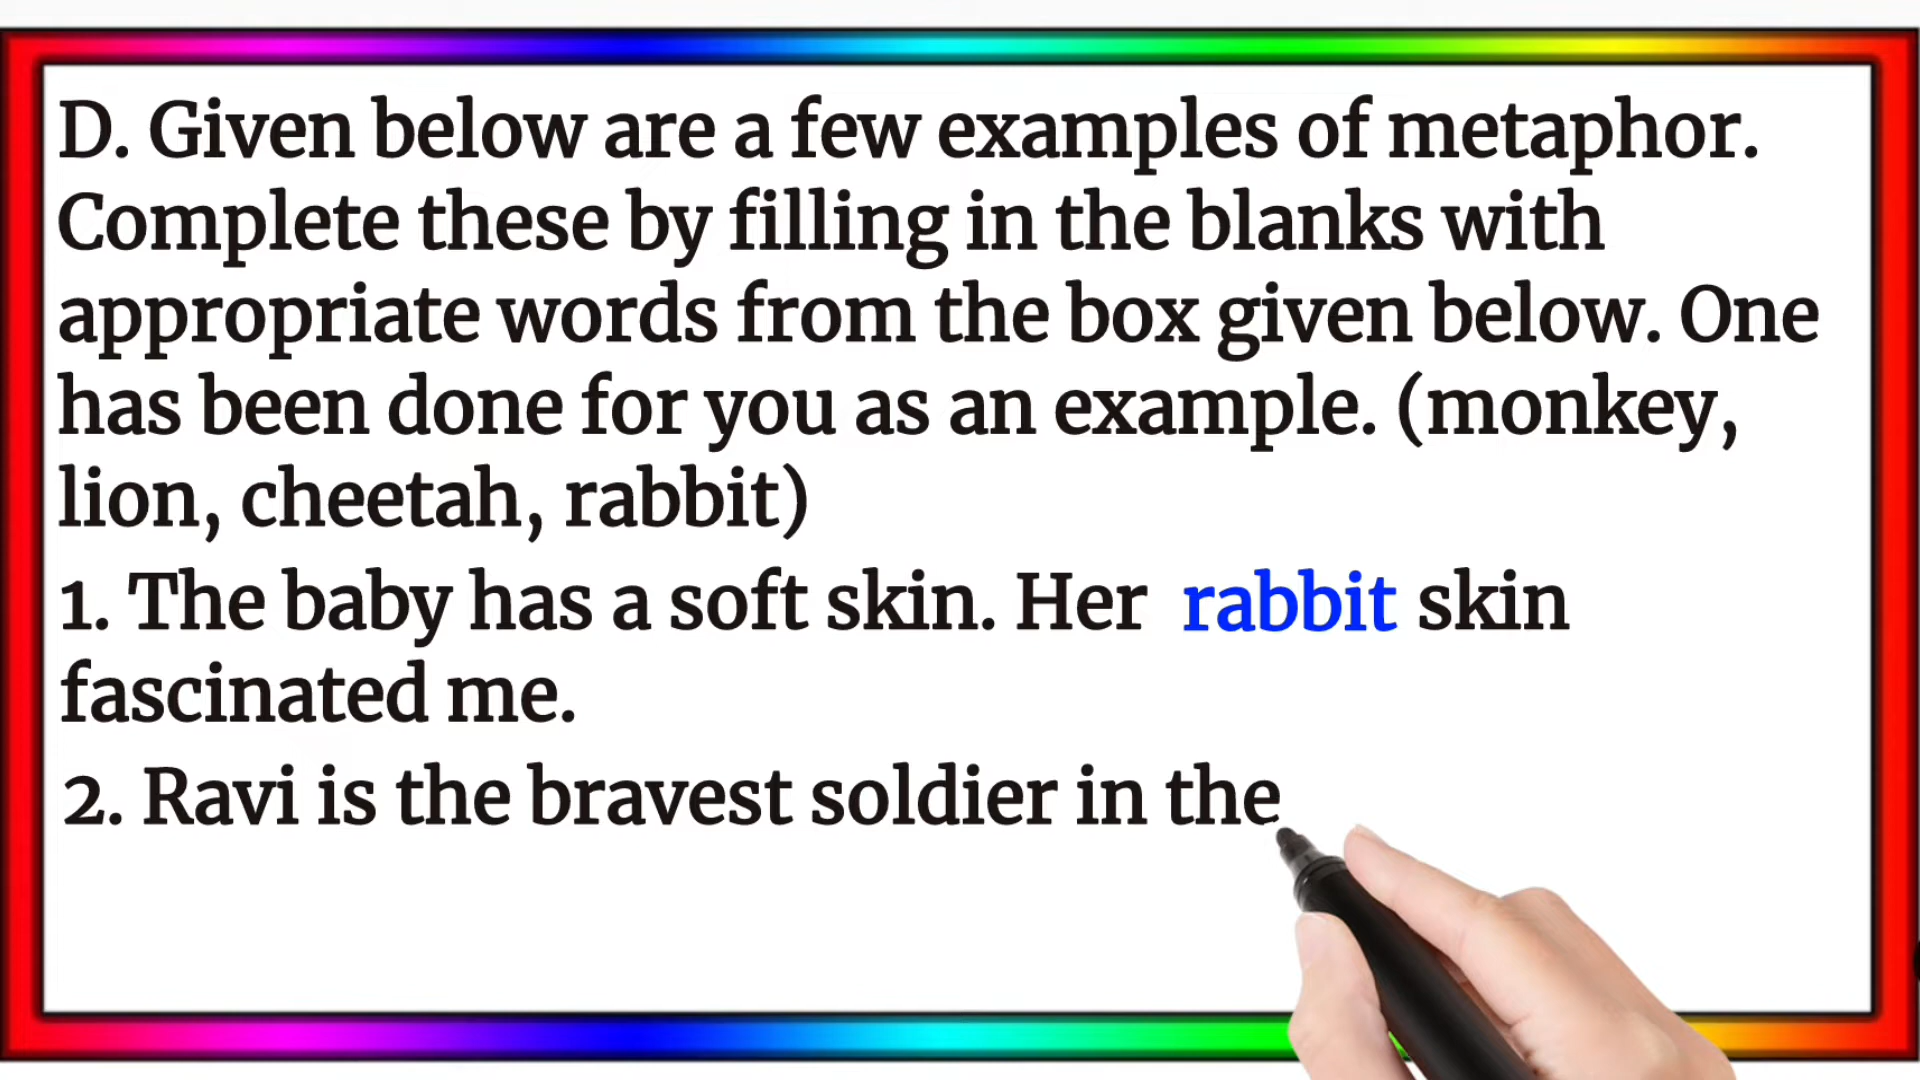 D. Given below are a few examples of metaphor.
Complete these by filling in the blanks with
appropriate words from the box given below. One
has been done for you as an example. (monkey,
lion, cheetah, rabbit)
1. The baby has a soft skin. Her rabbit skin
fascinated me.
2. Ravi is the bravest soldier in the